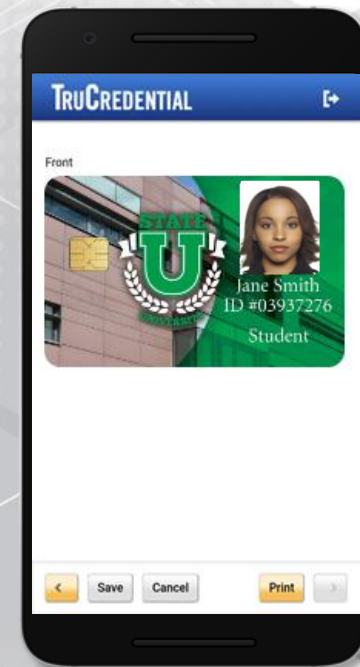 TRUCREDENTIAL
Front
STATE
U
UNIVERSITY
Jane Smith
ID #03937276
Student
<
Save
Cancel
Print
>